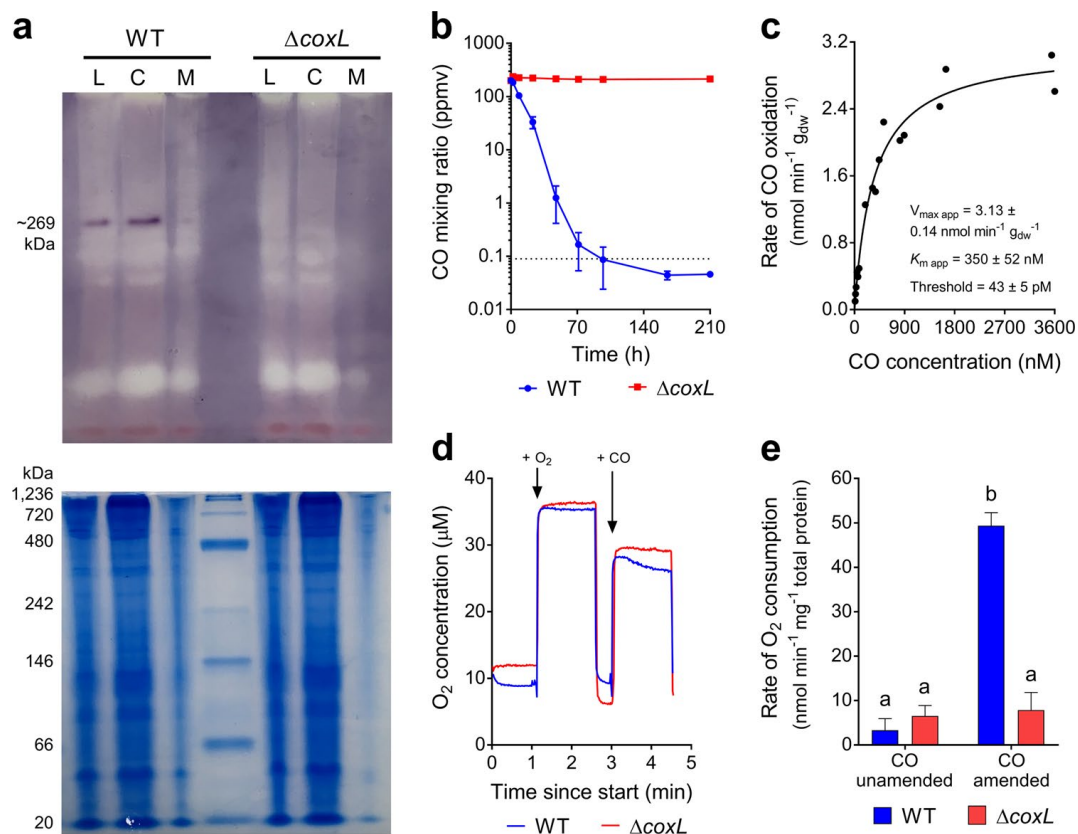 a
WT
ΔcoxL
L C M L C M
~269
kDa
kDa
1,236
720
480
242
146
66
20
b
CO mixing ratio (ppmv)
1000
100
10
1
0.1
0.01
0 70 140 210
Time (h)
WT ΔcoxL
c
Rate of CO oxidation
(nmol min⁻¹ g_dw⁻¹)
3.2
2.4
1.6
0.8
0.0
0 900 1800 2700 3600
CO concentration (nM)
V_max app = 3.13 ±
0.14 nmol min⁻¹ g_dw⁻¹
K_m app = 350 ± 52 nM
Threshold = 43 ± 5 pM
d
+ O₂ + CO
O₂ concentration (μM)
40
30
20
10
0
0 1 2 3 4 5
Time since start (min)
WT ΔcoxL
e
Rate of O₂ consumption
(nmol min⁻¹ mg⁻¹ total protein)
60
50
40
30
20
10
0
a a b a
CO
unamended
CO
amended
WT ΔcoxL